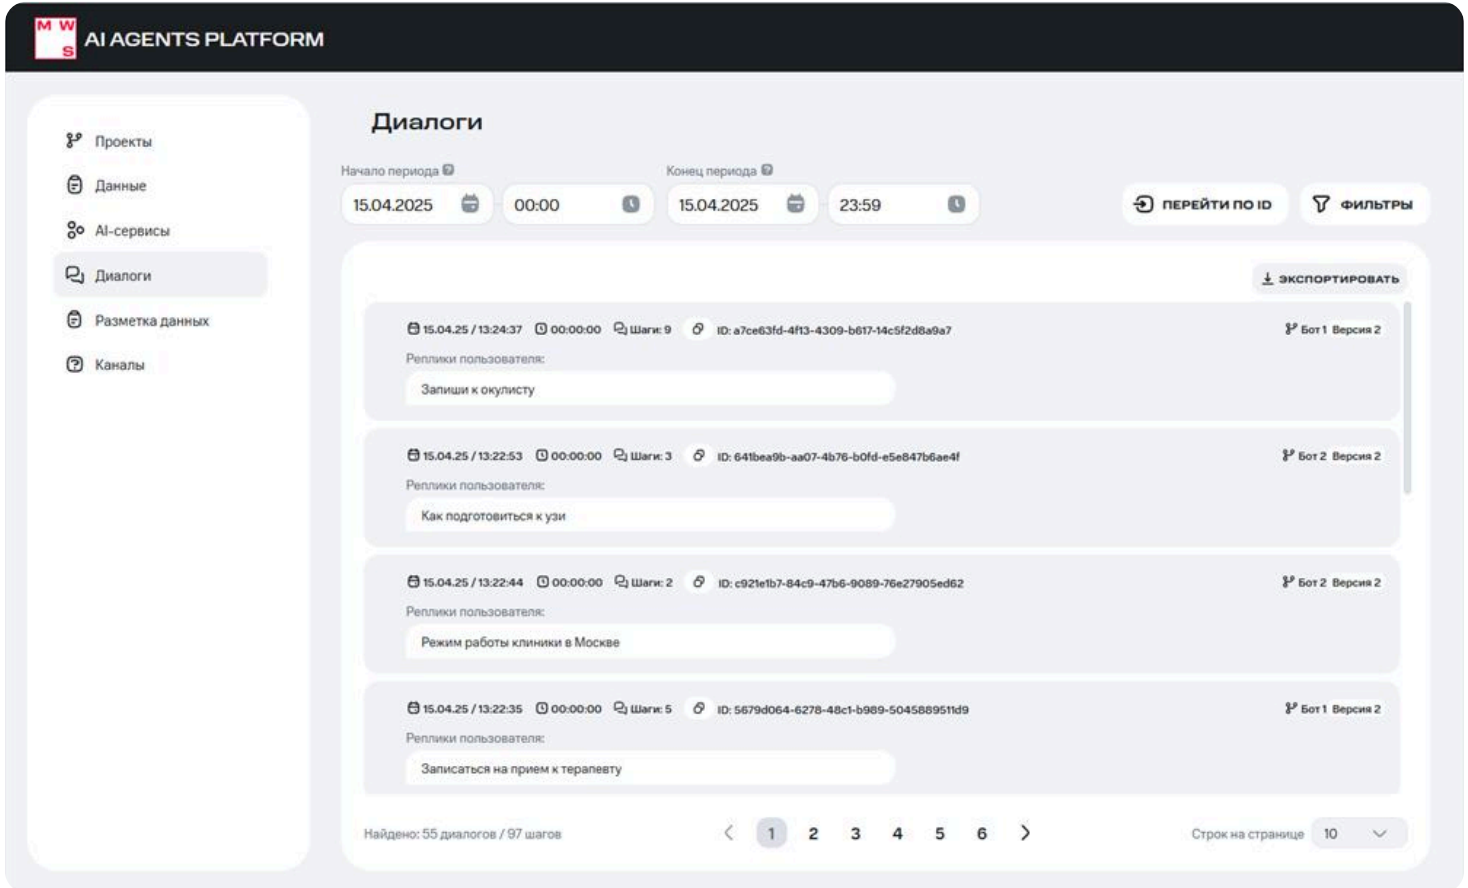 M W S
AI AGENTS PLATFORM
Проекты
Данные
AI-сервисы
Диалоги
Разметка данных
Каналы
Диалоги
Начало периода
Конец периода
15.04.2025
00:00
15.04.2025
23:59
ПЕРЕЙТИ ПО ID
ФИЛЬТРЫ
ЭКСПОРТИРОВАТЬ
15.04.25 / 13:24:37 00:00:00 Шаги: 9 ID: a7ce63fd-4f13-4309-b617-14c5f2d8a9a7 Бот 1 Версия 2
Реплики пользователя:
Запиши к окулисту
15.04.25 / 13:22:53 00:00:00 Шаги: 3 ID: 641bea9b-aa07-4b76-b0fd-e5e847b6ae4f Бот 2 Версия 2
Реплики пользователя:
Как подготовиться к узи
15.04.25 / 13:22:44 00:00:00 Шаги: 2 ID: c921e1b7-84c9-47b6-9089-76e27905ed62 Бот 2 Версия 2
Реплики пользователя:
Режим работы клиники в Москве
15.04.25 / 13:22:35 00:00:00 Шаги: 5 ID: 5679d064-6278-48c1-b989-5045889511d9 Бот 1 Версия 2
Реплики пользователя:
Записаться на прием к терапевту
Найдено: 55 диалогов / 97 шагов
1 2 3 4 5 6
Строк на странице 10